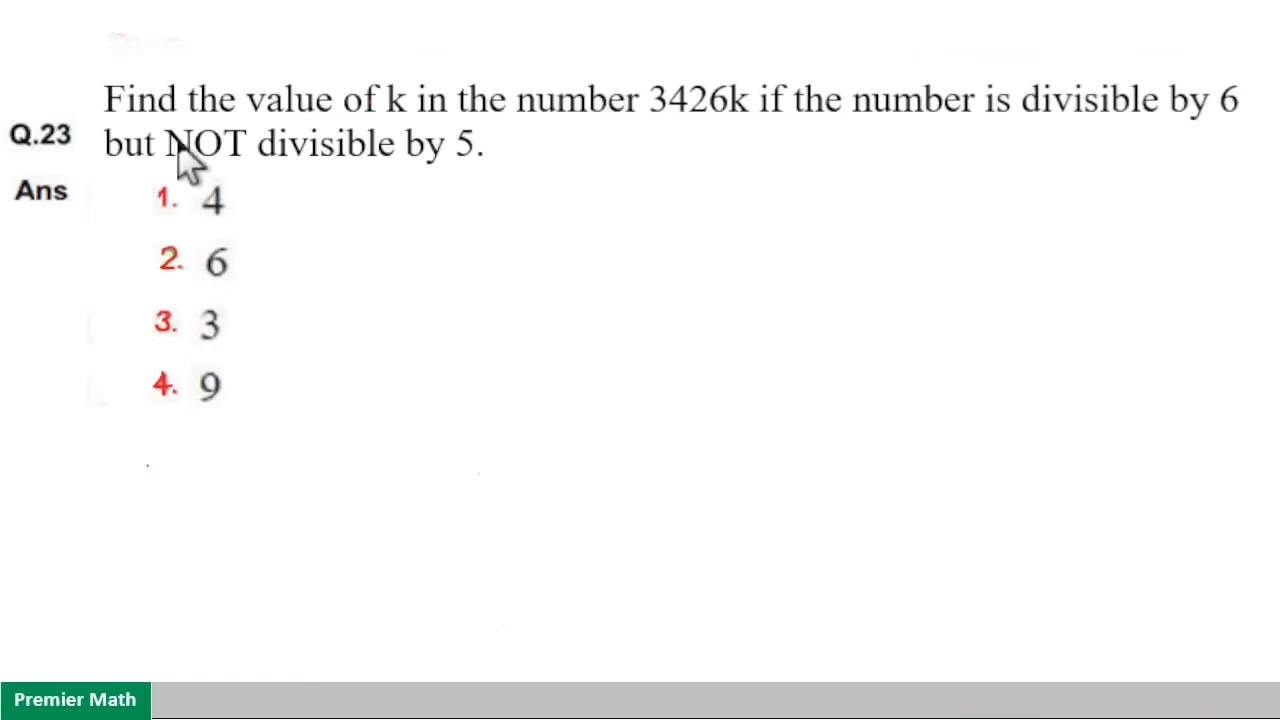 Find the value of k in the number 3426k if the number is divisible by 6
Q.23 but NOT divisible by 5.
Ans
1. 4
2. 6
3. 3
4. 9
Premier Math